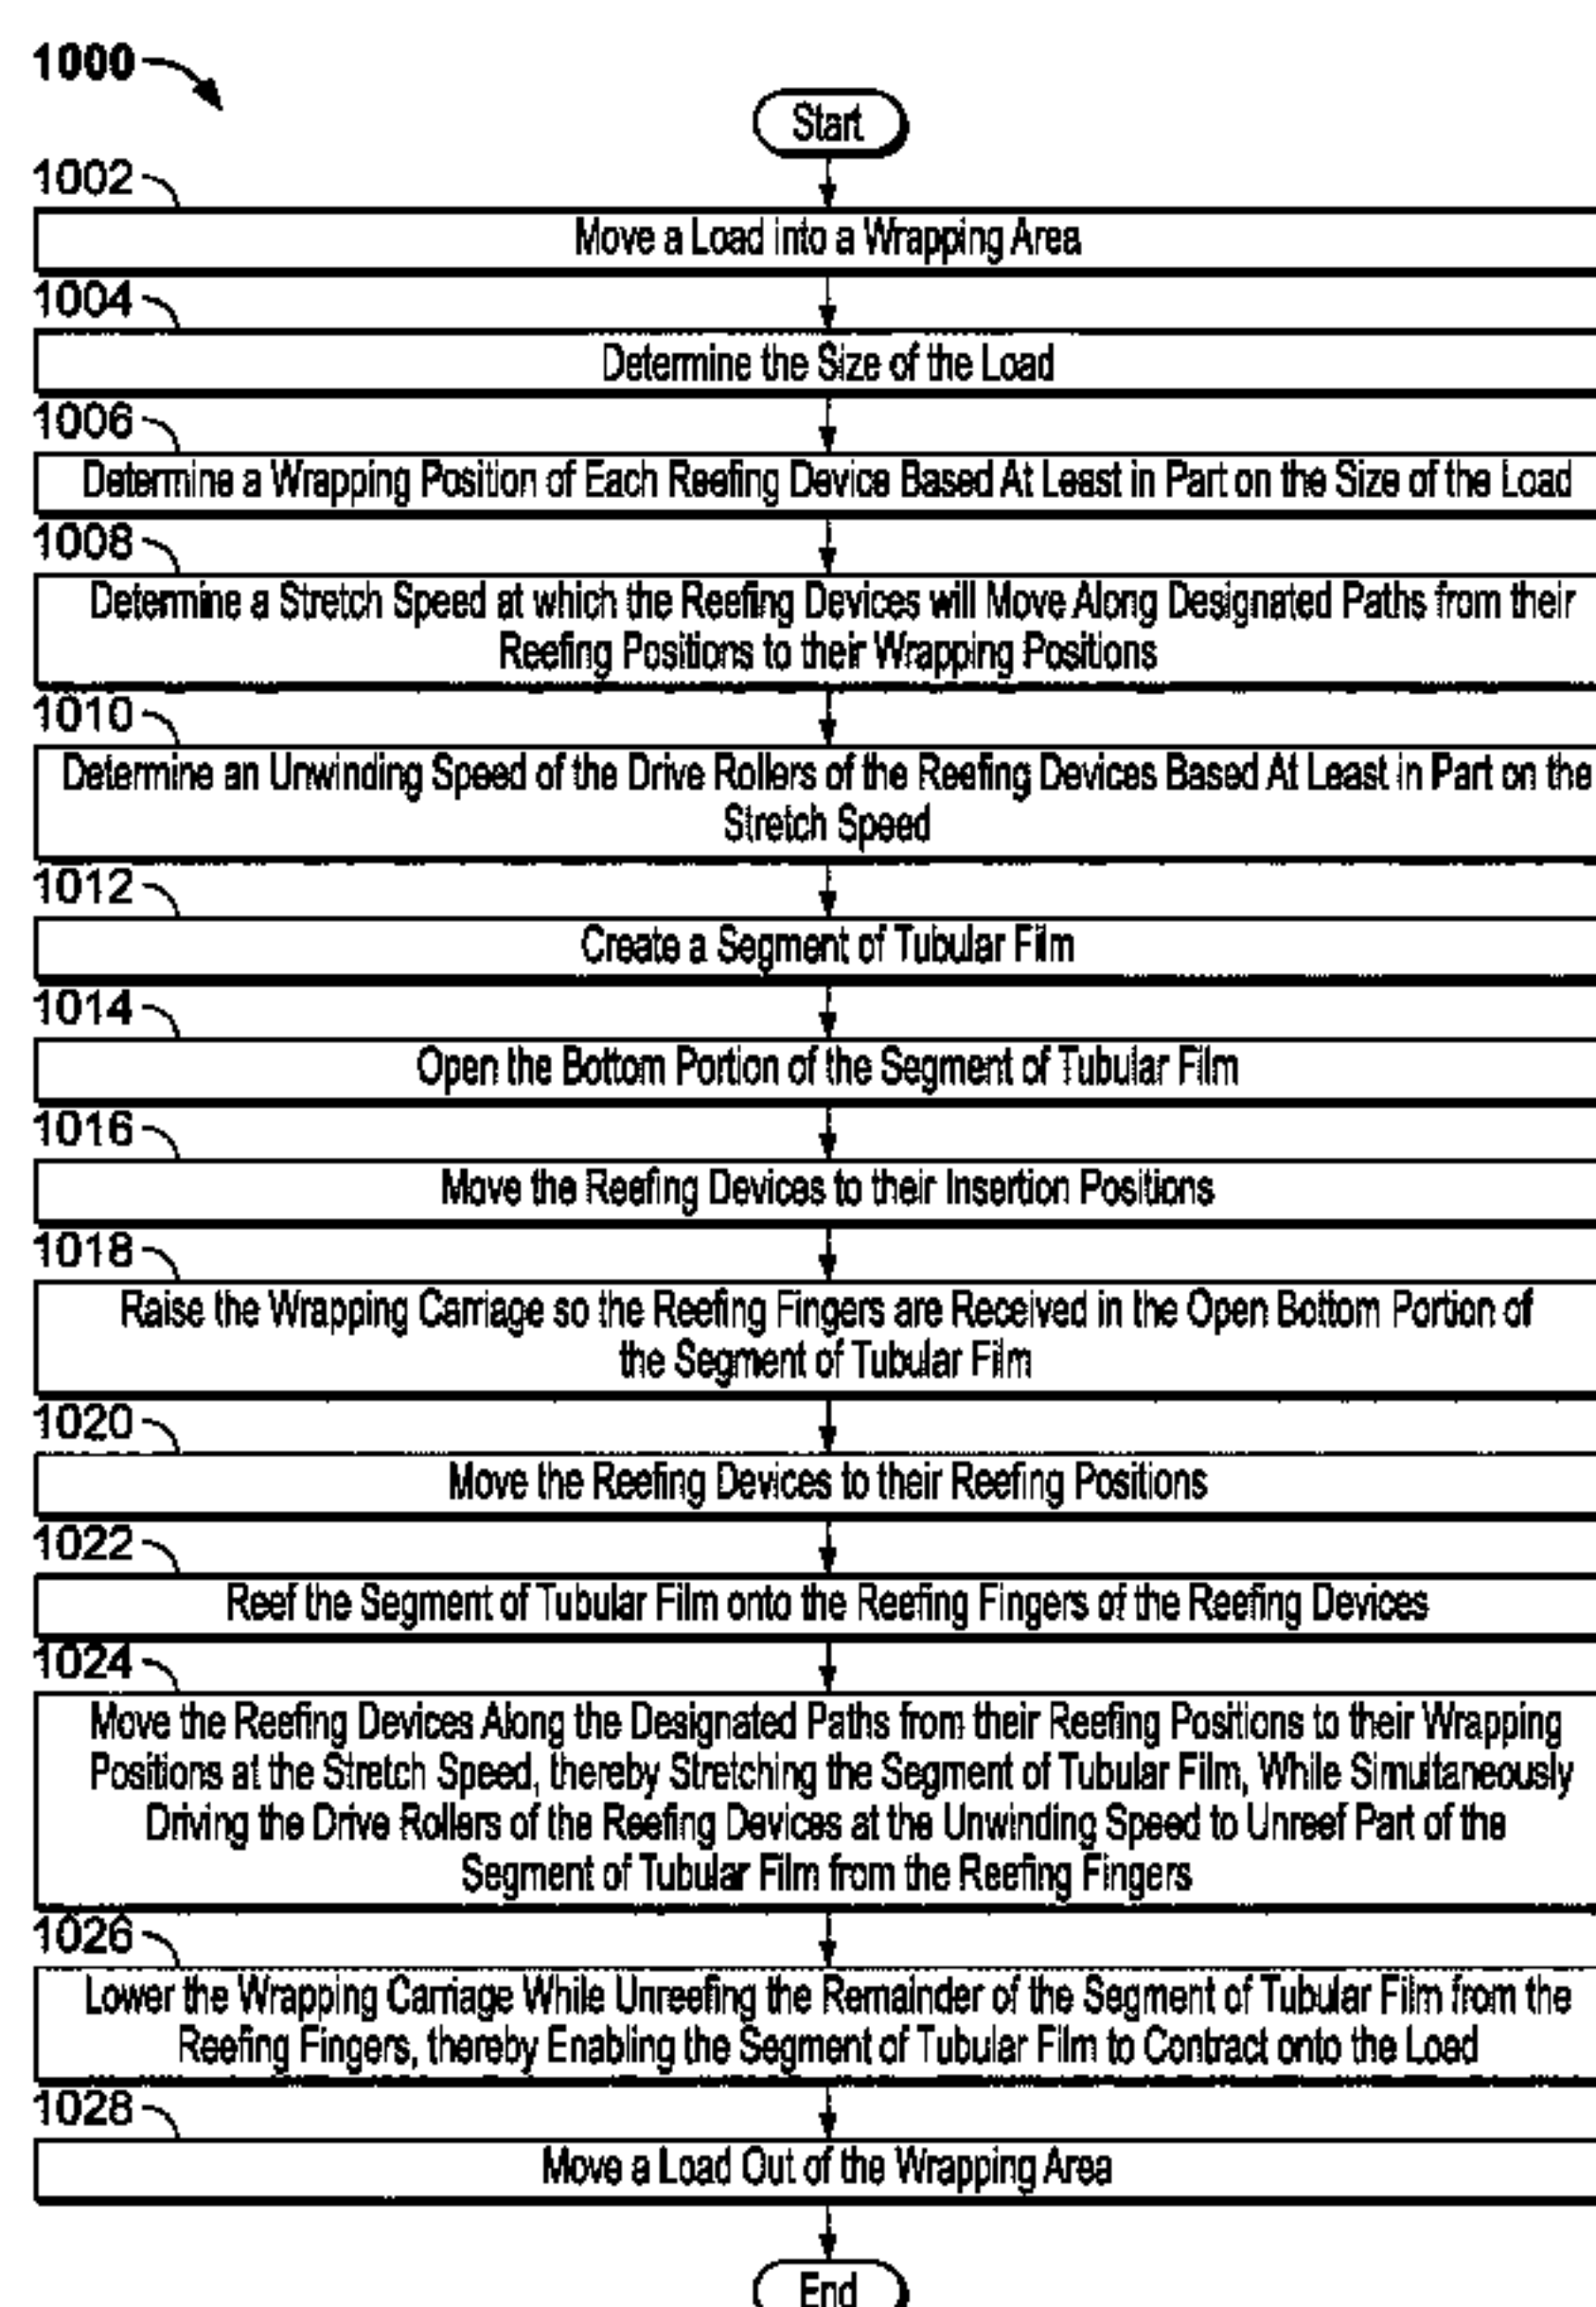 1000
Start
1002
Move a Load into a Wrapping Area
1004
Determine the Size of the Load
1006
Determine a Wrapping Position of Each Reefing Device Based At Least in Part on the Size of the Load
1008
Determine a Stretch Speed at which the Reefing Devices will Move Along Designated Paths from their
Reefing Positions to their Wrapping Positions
1010
Determine an Unwinding Speed of the Drive Rollers of the Reefing Devices Based At Least in Part on the
Stretch Speed
1012
Create a Segment of Tubular Film
1014
Open the Bottom Portion of the Segment of Tubular Film
1016
Move the Reefing Devices to their Insertion Positions
1018
Raise the Wrapping Carriage so the Reefing Fingers are Received in the Open Bottom Portion of
the Segment of Tubular Film
1020
Move the Reefing Devices to their Reefing Positions
1022
Reef the Segment of Tubular Film onto the Reefing Fingers of the Reefing Devices
1024
Move the Reefing Devices Along the Designated Paths from their Reefing Positions to their Wrapping
Positions at the Stretch Speed, thereby Stretching the Segment of Tubular Film, While Simultaneously
Driving the Drive Rollers of the Reefing Devices at the Unwinding Speed to Unreef Part of the
Segment of Tubular Film from the Reefing Fingers
1026
Lower the Wrapping Carriage While Unreefing the Remainder of the Segment of Tubular Film from the
Reefing Fingers, thereby Enabling the Segment of Tubular Film to Contract onto the Load
1028
Move a Load Out of the Wrapping Area
End